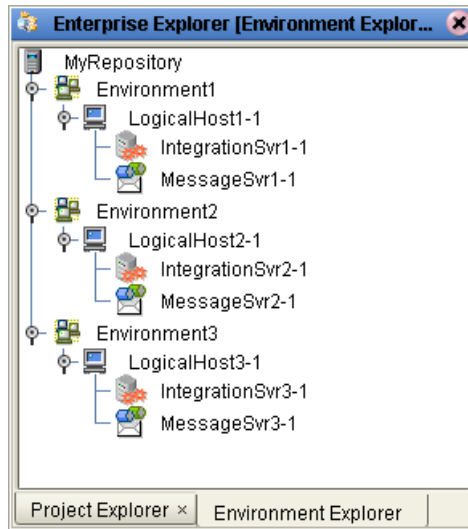 Enterprise Explorer [Environment Explor...
MyRepository
Environment1
LogicalHost1-1
IntegrationSvr1-1
MessageSvr1-1
Environment2
LogicalHost2-1
IntegrationSvr2-1
MessageSvr2-1
Environment3
LogicalHost3-1
IntegrationSvr3-1
MessageSvr3-1
Project Explorer × Environment Explorer